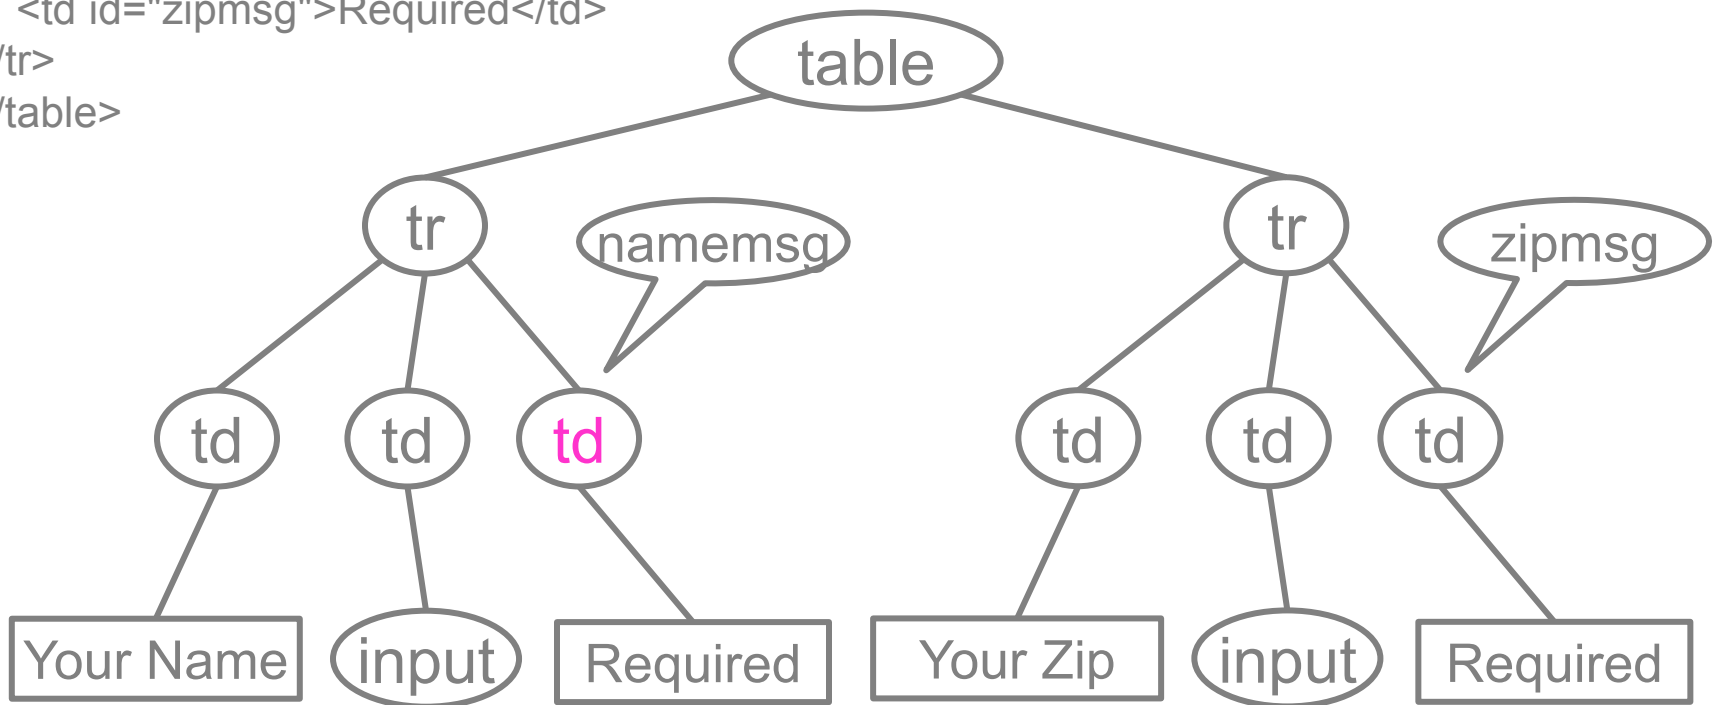 <td id="zipmsg">Required</td>
/tr>
/table>
table
tr
namemsg
tr
zipmsg
td
td
td
td
td
td
Your Name
input
Required
Your Zip
input
Required